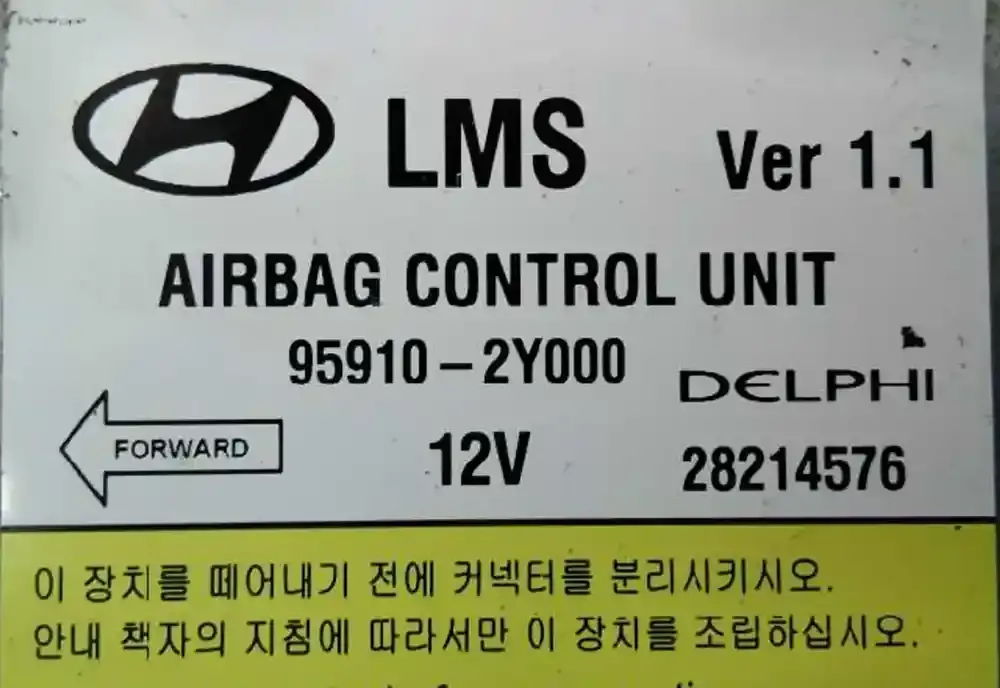 LMS Ver 1.1
AIRBAG CONTROL UNIT
95910-2Y000
DELPHI
FORWARD 12V 28214576
이 장치를 떼어내기 전에 커넥터를 분리시키시오.
안내 책자의 지침에 따라서만 이 장치를 조립하십시오.